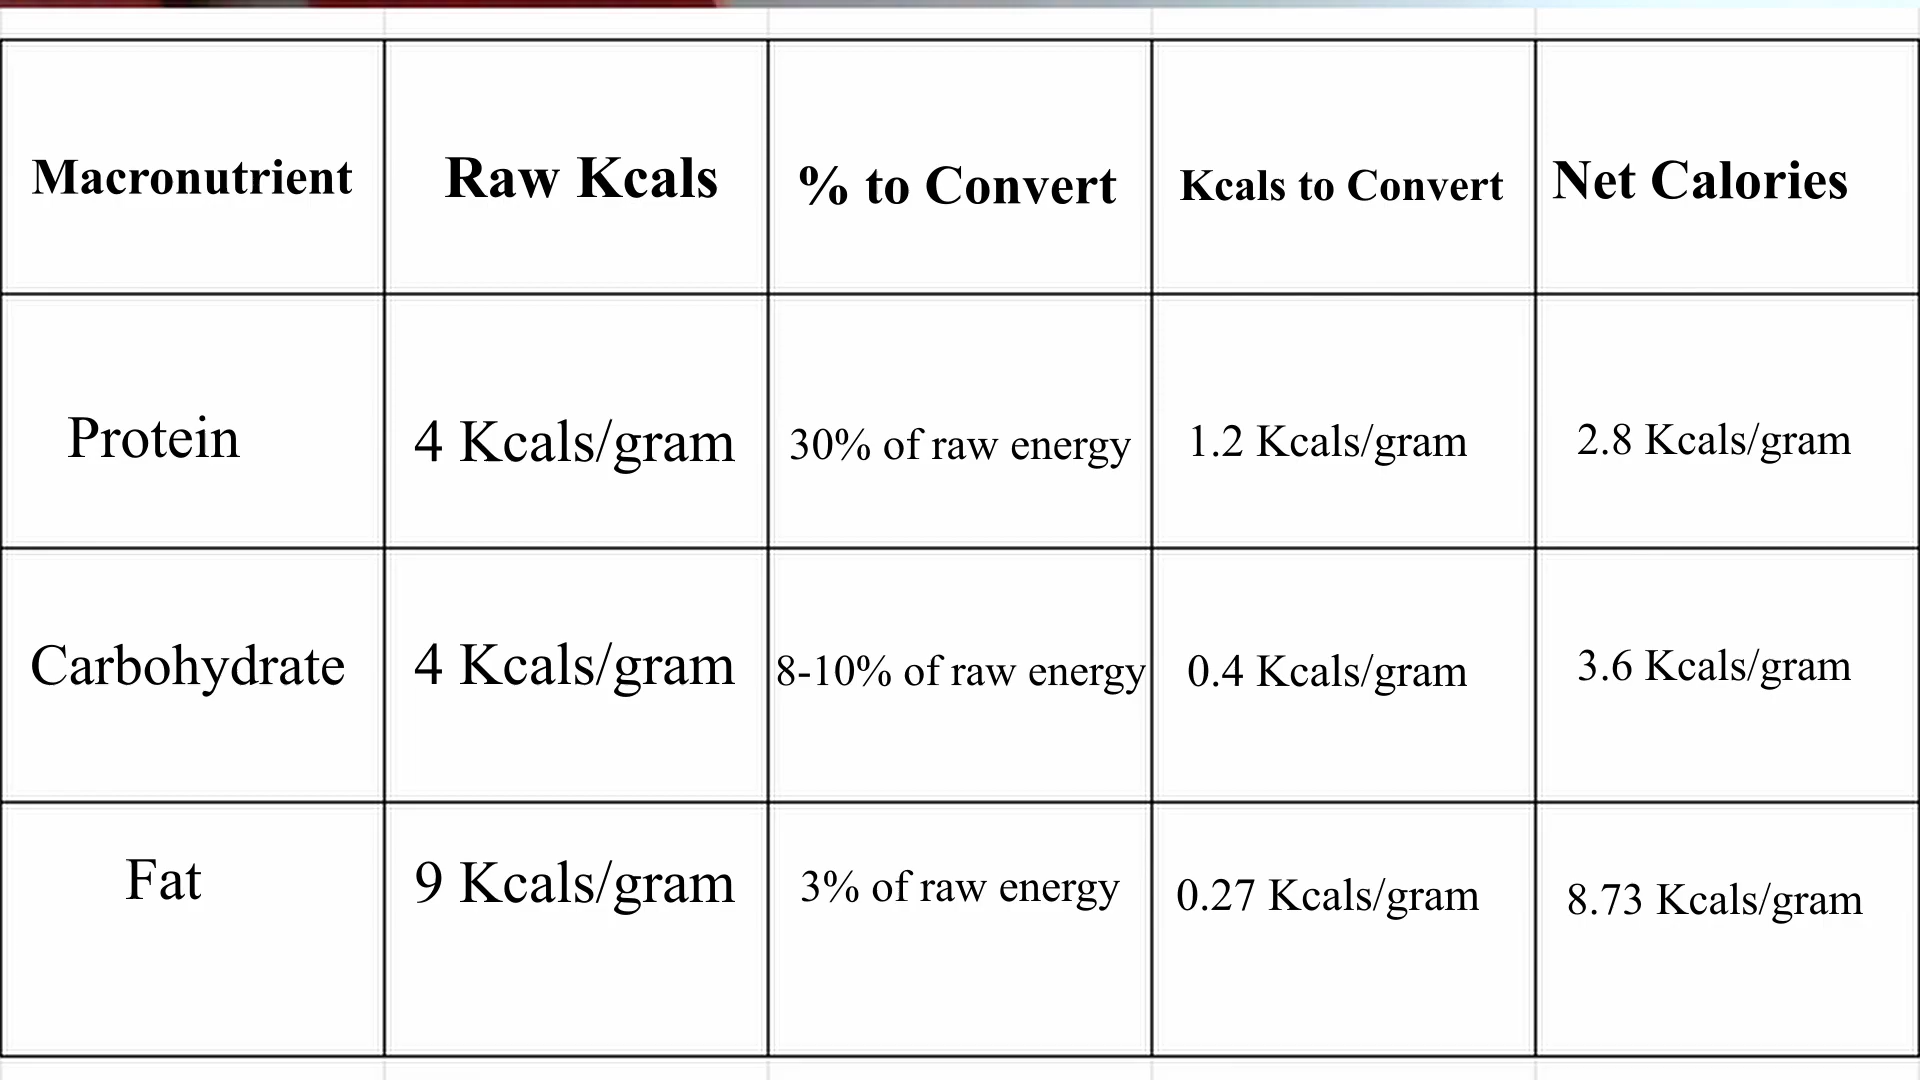 Macronutrient Raw Kcals % to Convert Kcals to Convert Net Calories
Protein 4 Kcals/gram 30% of raw energy 1.2 Kcals/gram 2.8 Kcals/gram
Carbohydrate 4 Kcals/gram 8-10% of raw energy 0.4 Kcals/gram 3.6 Kcals/gram
Fat 9 Kcals/gram 3% of raw energy 0.27 Kcals/gram 8.73 Kcals/gram